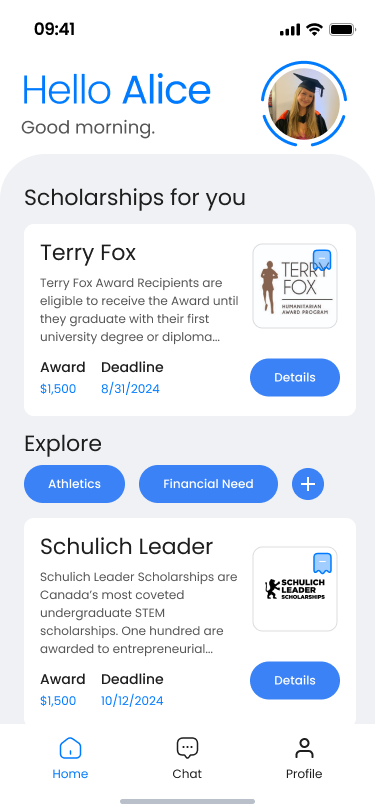 09:41
Hello Alice
Good morning.
Scholarships for you
Terry Fox
Terry Fox Award Recipients are
eligible to receive the Award until
they graduate with their first
university degree or diploma...
TERRY
FOX
HUMANITARIAN
AWARD PROGRAM
Award Deadline
$1,500 8/31/2024
Details
Explore
Athletics
Financial Need
Schulich Leader
Schulich Leader Scholarships are
Canada's most coveted
undergraduate STEM
scholarships. One hundred are
awarded to entrepreneurial...
SCHULICH
LEADER
SCHOLARSHIPS
Award Deadline
$1,500 10/12/2024
Details
Home
Chat
Profile